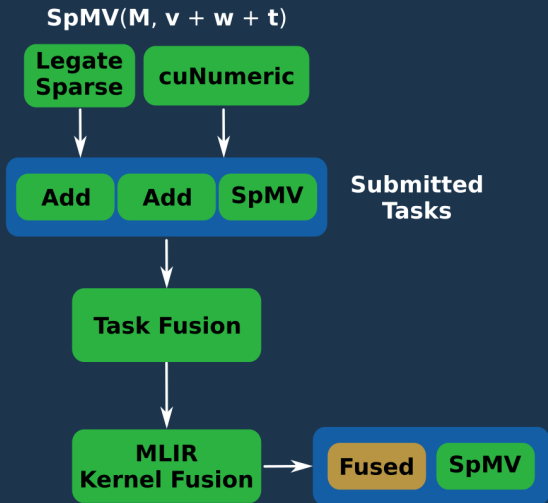 SpMV(M, v + w + t)
Legate
Sparse
cuNumeric
Add
Add
SpMV
Submitted
Tasks
Task Fusion
MLIR
Kernel Fusion
Fused
SpMV